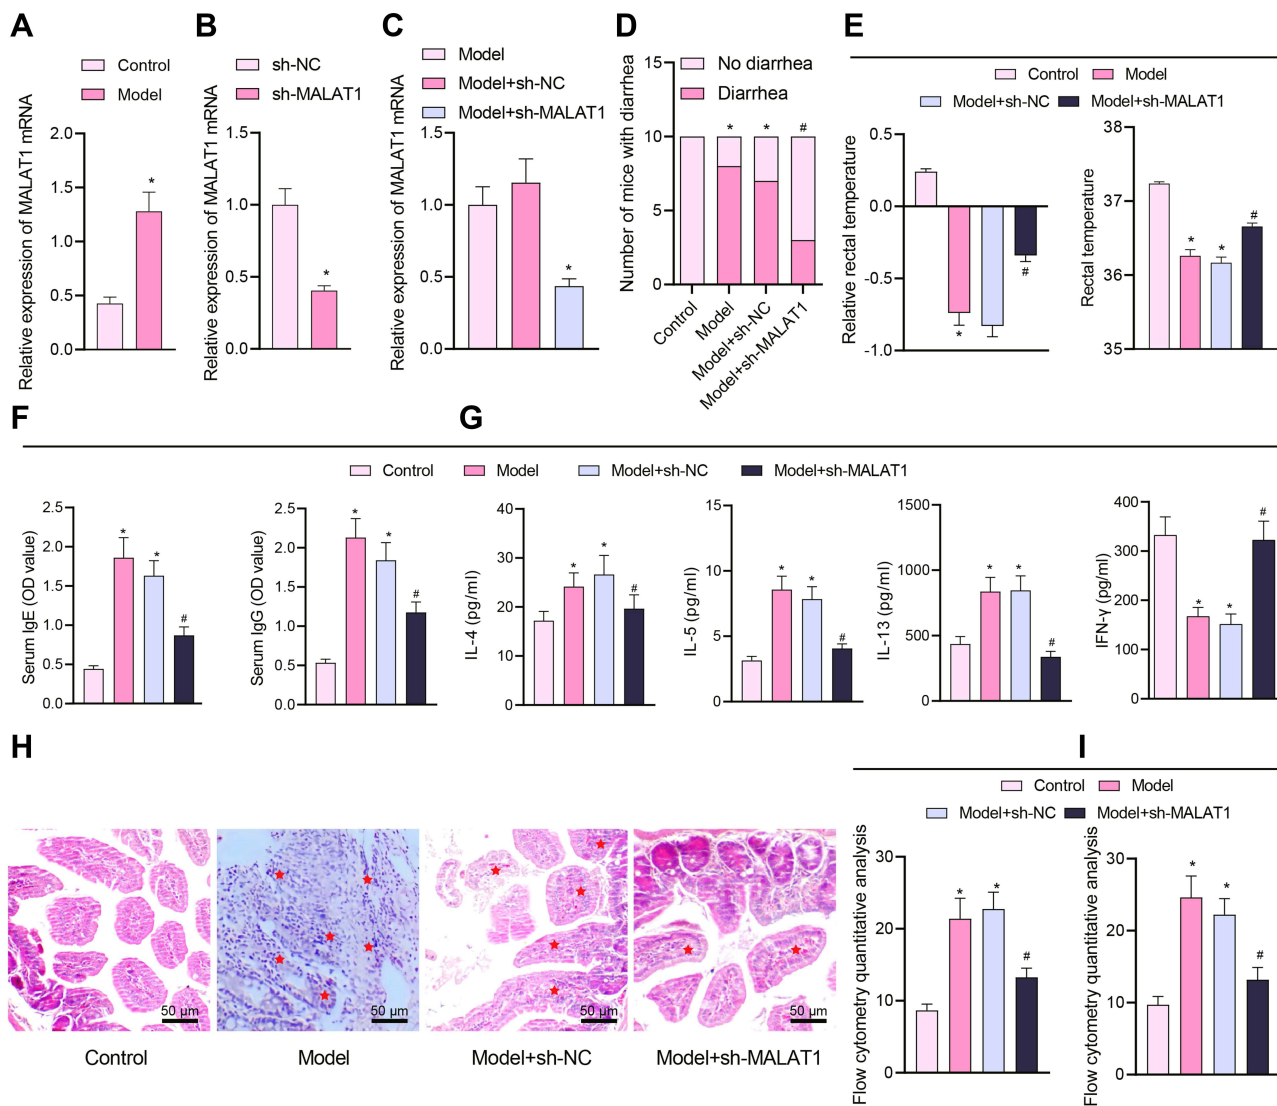 A
Control
Model
Relative expression of MALAT1 mRNA
2.0
1.5
1.0
0.5
0.0
*
B
sh-NC
sh-MALAT1
Relative expression of MALAT1 mRNA
1.5
1.0
0.5
0.0
*
C
Model
Model+sh-NC
Model+sh-MALAT1
Relative expression of MALAT1 mRNA
1.5
1.0
0.5
0.0
*
D
No diarrhea
Diarrhea
Number of mice with diarrhea
15
10
5
0
* * #
Control
Model
Model+sh-NC
Model+sh-MALAT1
E
Control Model
Model+sh-NC Model+sh-MALAT1
Relative rectal temperature
0.5
0.0
-0.5
-1.0
* #
Rectal temperature
38
37
36
35
* * #
F
G
Control Model Model+sh-NC Model+sh-MALAT1
Serum IgE (OD value)
2.5
2.0
1.5
1.0
0.5
0.0
* * #
Serum IgG (OD value)
2.5
2.0
1.5
1.0
0.5
0.0
* * #
IL-4 (pg/ml)
40
30
20
10
0
* * #
IL-5 (pg/ml)
15
10
5
0
* * #
IL-13 (pg/ml)
1500
1000
500
0
* * #
IFN-γ (pg/ml)
400
300
200
100
0
* * #
H
50 μm
50 μm
50 μm
50 μm
Control
Model
Model+sh-NC
Model+sh-MALAT1
I
Control Model
Model+sh-NC Model+sh-MALAT1
Flow cytometry quantitative analysis
30
20
10
0
* * #
Flow cytometry quantitative analysis
30
20
10
0
* * #